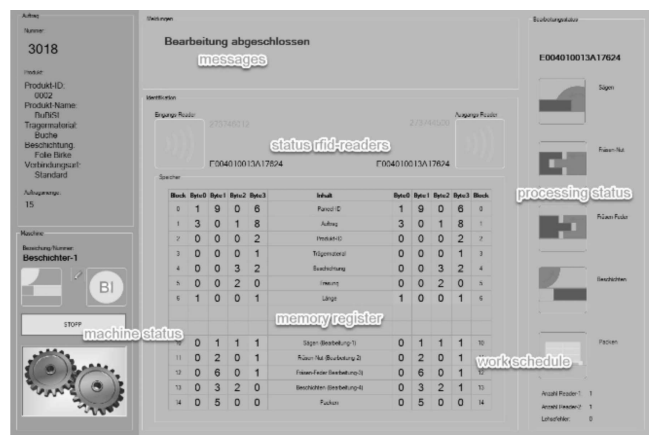 Auftrag
Nummer:
3018
Produkt:
Produkt-ID:
0002
Produkt-Name:
BuBiSt
Trägermaterial:
Buche
Beschichtung:
Folie Birke
Verbindungsart:
Standard
Auftragsmenge:
15
Maschine
Bezeichnung/Nummer:
Beschichter-1
BI
STOPP
machine status
Meldungen
Bearbeitung abgeschlossen
messages
Identifikation
Eingangs-Reader
Ausgangs-Reader
status rfid-readers
E004010013A17624 E004010013A17624
Speicher
Block Byte0 Byte1 Byte2 Byte3 Inhalt Byte0 Byte1 Byte2 Byte3 Block
0 1 9 0 6 Paneel-ID 1 9 0 6 0
1 3 0 1 8 Auftrag 3 0 1 8 1
2 0 0 0 2 Produkt-ID 0 0 0 2 2
3 0 0 0 1 Trägermaterial 0 0 0 1 3
4 0 0 3 2 Beschichtung 0 0 3 2 4
5 0 0 2 0 Fräsung 0 0 2 0 5
6 1 0 0 1 Länge 1 0 0 1 6
memory register
10 0 1 1 1 Sägen (Bearbeitung-1) 0 1 1 1 10
11 0 2 0 1 Fräsen-Nut (Bearbeitung-2) 0 2 0 1
12 0 6 0 1 Fräsen-Feder (Bearbeitung-3) 0 6 0 1 12
13 0 3 2 0 Beschichten (Bearbeitung-4) 0 3 2 1 13
14 0 5 0 0 Packen 0 5 0 0 14
Bearbeitungsstatus
E004010013A17624
Sägen
Fräsen-Nut
processing status
Fräsen-Feder
Beschichten
Packen
work schedule
Anzahl Reader-1: 1
Anzahl Reader-2: 1
Lesefehler: 0